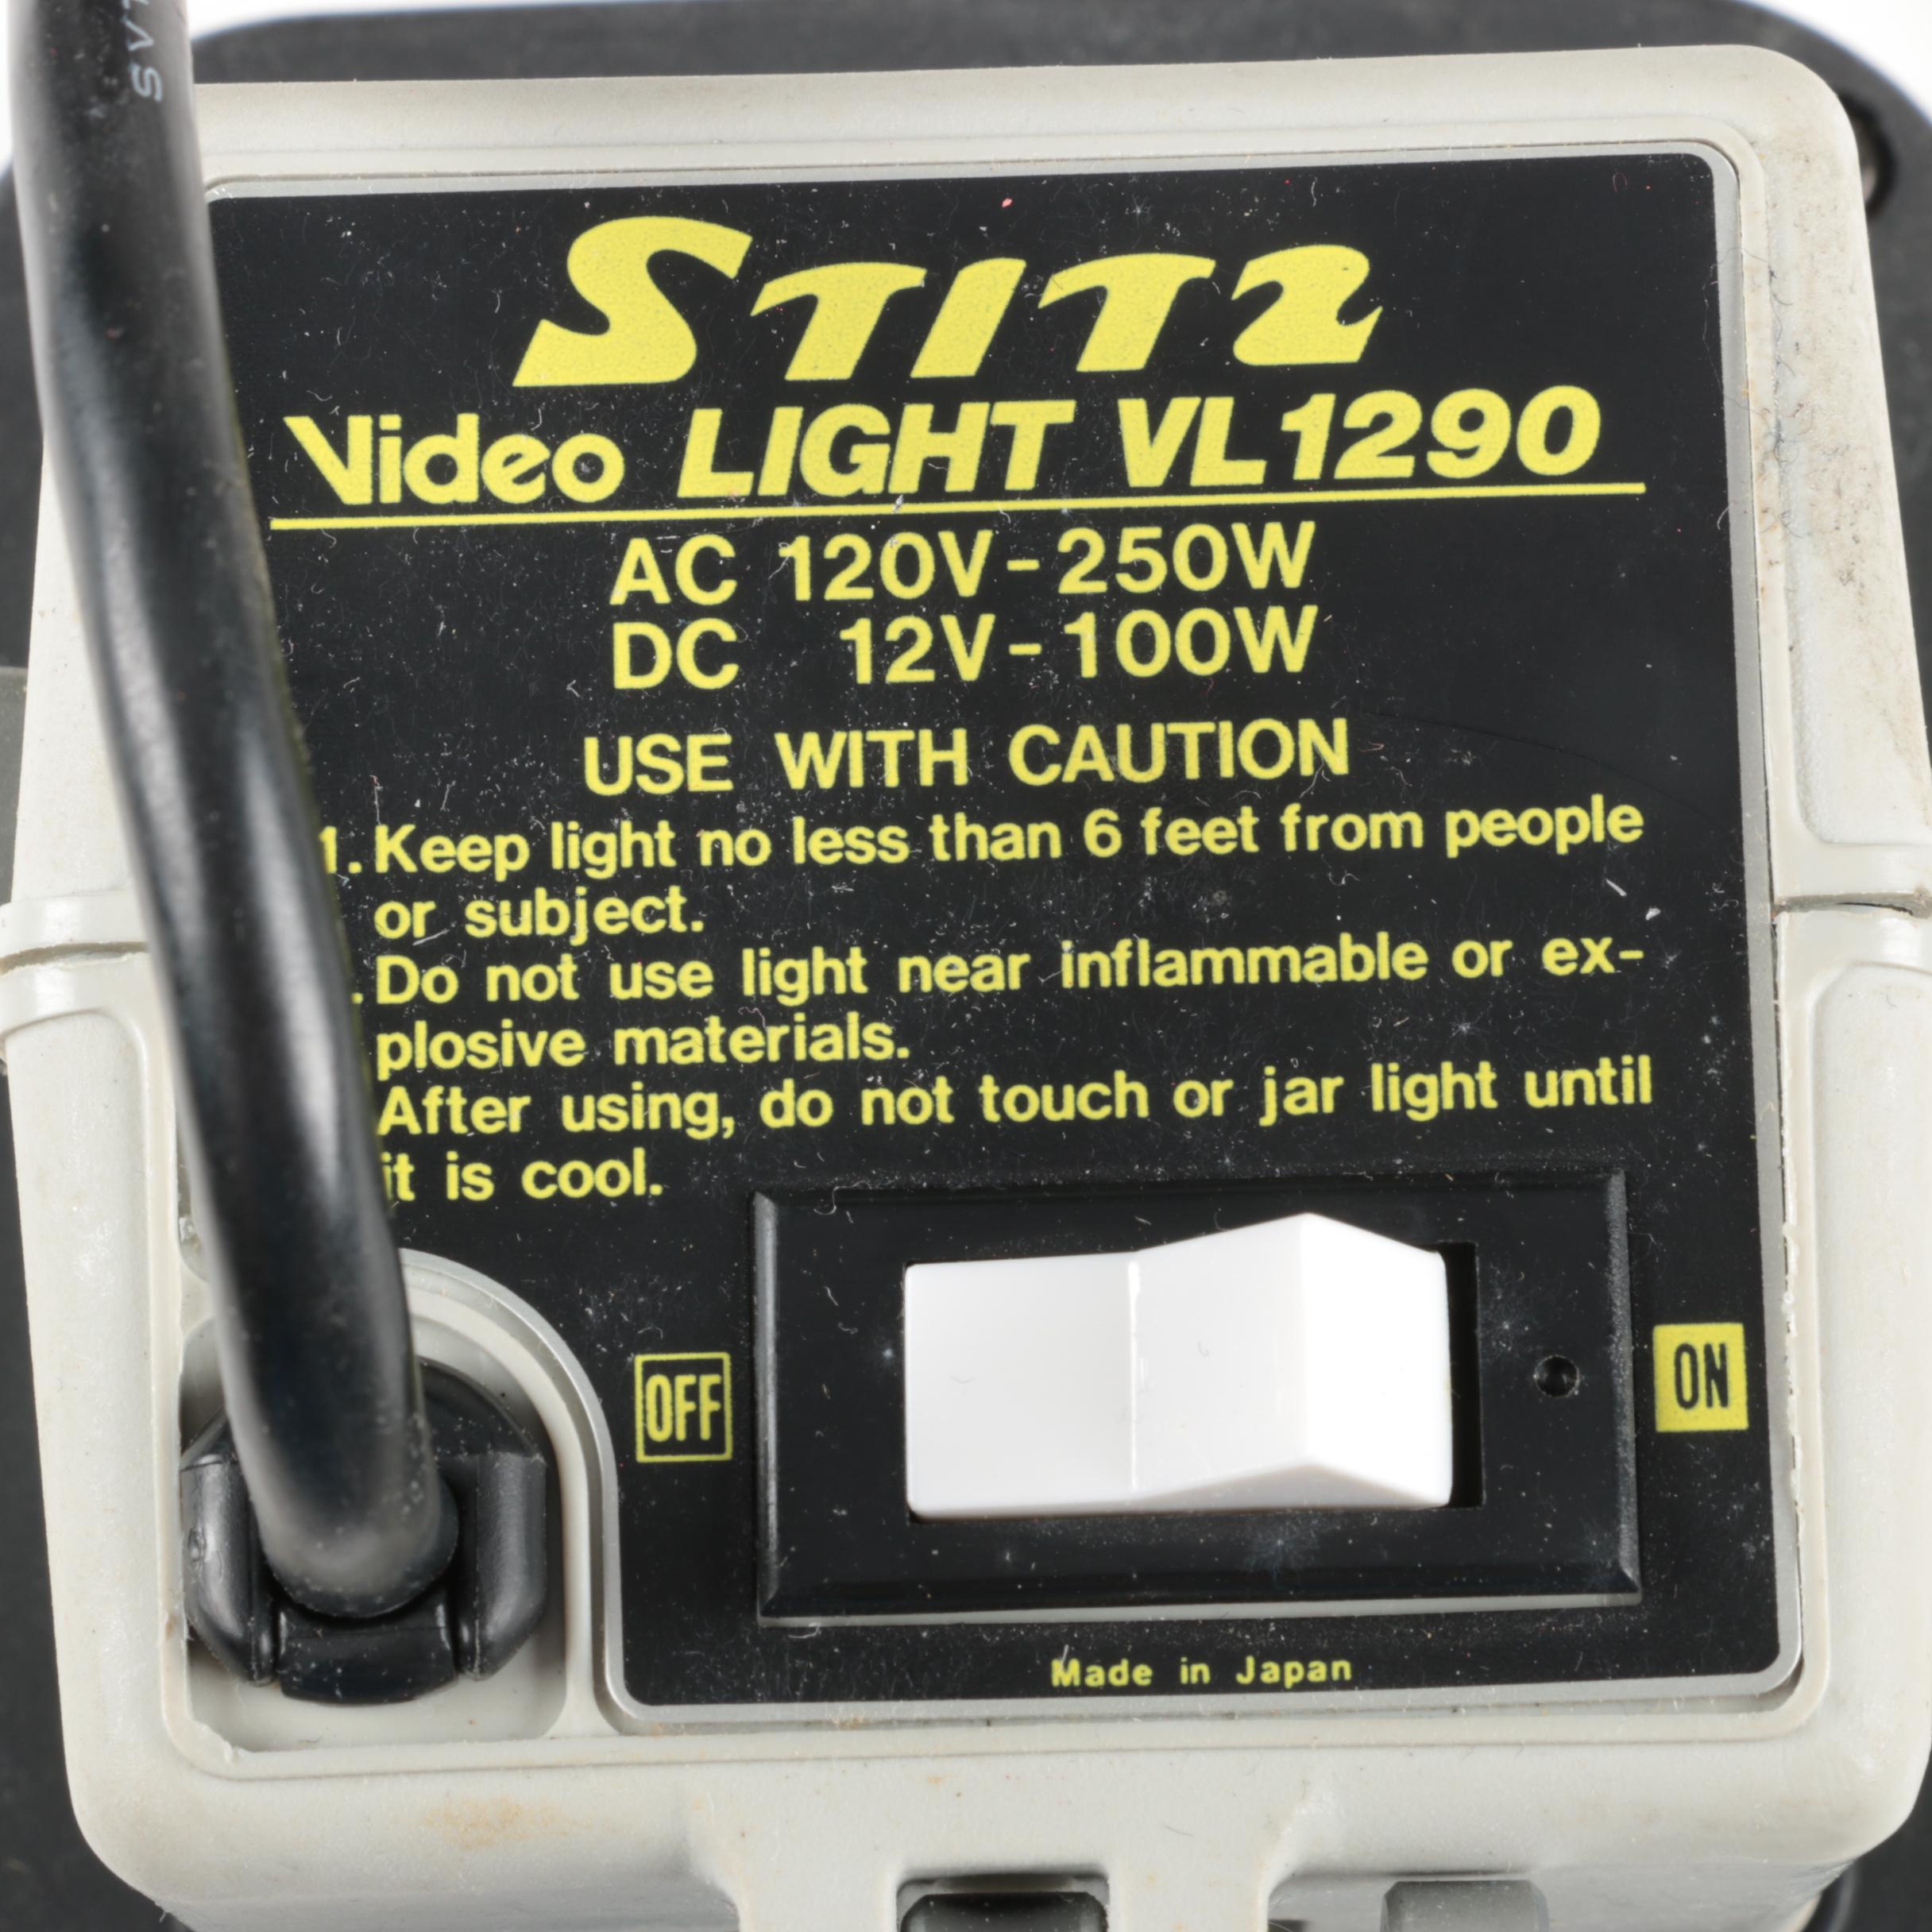 STITZ
Video LIGHT VL1290
AC 120V-250W
DC 12V-100W
USE WITH CAUTION
1. Keep light no less than 6 feet from people
or subject.
. Do not use light near inflammable or ex-
plosive materials.
After using, do not touch or jar light until
it is cool.
OFF
ON
Made in Japan